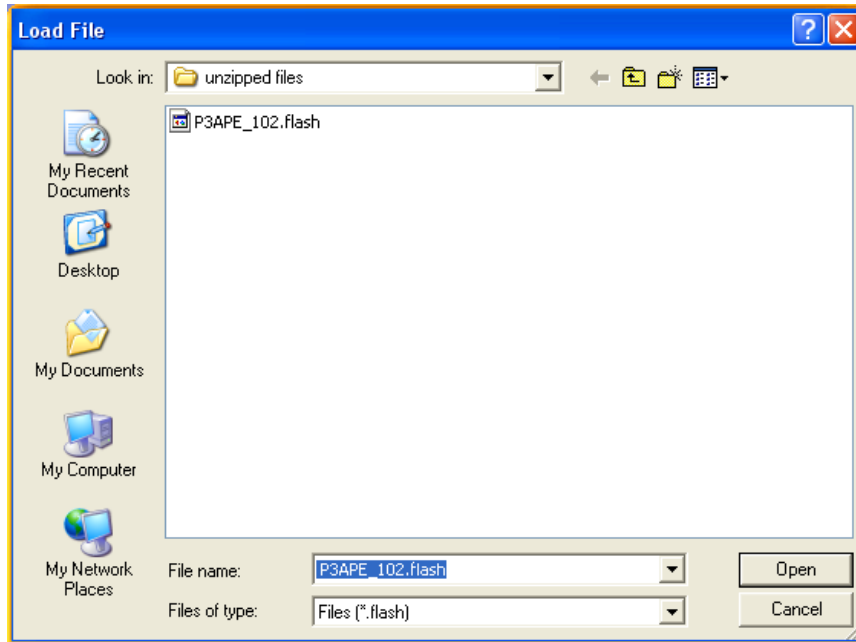 Load File
Look in:
unzipped files
P3APE_102.flash
My Recent
Documents
Desktop
My Documents
My Computer
My Network
Places
File name:
P3APE_102.flash
Open
Files of type:
Files (*.flash)
Cancel